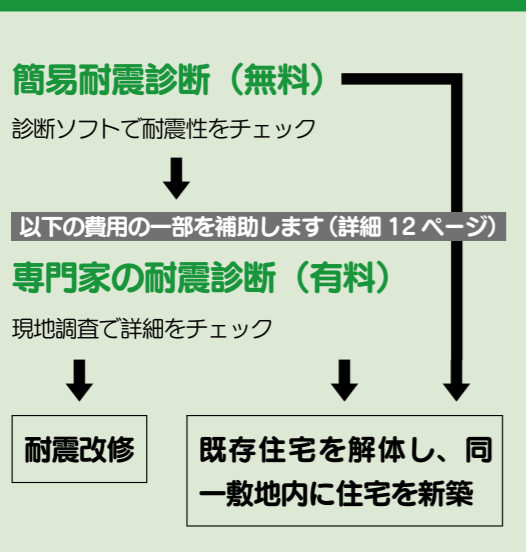 簡易耐震診断（無料）
診断ソフトで耐震性をチェック
以下の費用の一部を補助します（詳細 12 ページ）
専門家の耐震診断（有料）
現地調査で詳細をチェック
耐震改修
既存住宅を解体し、同
一敷地内に住宅を新築